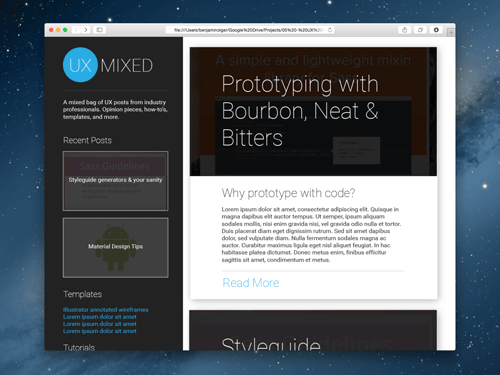 file:///Users/benjaminolger/Google%20Drive/Projects/05%20-%20UX%
UX MIXED
A mixed bag of UX posts from industry
professionals. Opinion pieces, how-to's,
templates, and more.
Recent Posts
Sass Guidelines
Styleguide generators & your sanity
Material Design Tips
Templates
Illustrator annotated wireframes
Lorem ipsum dolor sit amet
Lorem ipsum dolor sit amet
Lorem ipsum dolor sit amet
Tutorials
A simple and lightweight mixin
Prototyping with
Bourbon, Neat &
Bitters
Why prototype with code?
Lorem ipsum dolor sit amet, consectetur adipiscing elit. Quisque in
magna dapibus elit auctor tempus. Ut semper, ipsum aliquam
sodales mollis, nisi enim gravida nisi, vel gravida odio nulla et tortor.
Duis placerat diam eget dignissim rutrum. Sed sit amet dapibus
dolor, sed vulputate diam. Nulla fermentum sodales magna ac
auctor. Curabitur maximus ligula eget nisl aliquet feugiat. In hac
habitasse platea dictumst. Donec metus enim, finibus efficitur
sagittis sit amet, condimentum et metus.
Read More
Styleguide